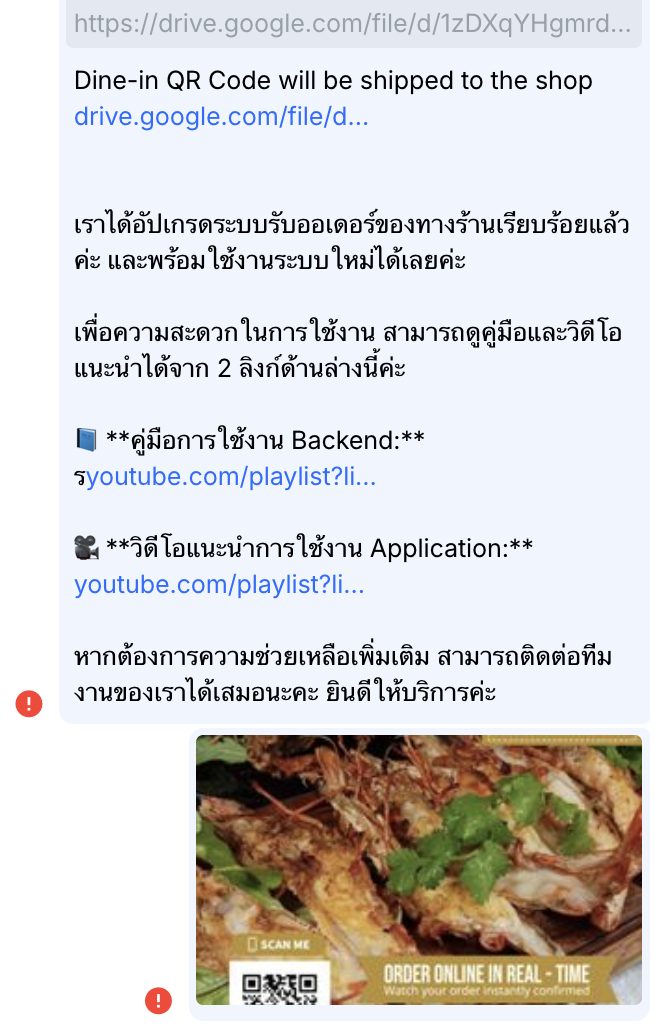 https://drive.google.com/file/d/1zDXqYHgmrd...
Dine-in QR Code will be shipped to the shop
drive.google.com/file/d...
เราได้อัปเกรดระบบรับออเดอร์ของทางร้านเรียบร้อยแล้ว
ค่ะ และพร้อมใช้งานระบบใหม่ได้เลยค่ะ
เพื่อความสะดวกในการใช้งาน สามารถดูคู่มือและวิดีโอ
แนะนำได้จาก 2 ลิงก์ด้านล่างนี้ค่ะ
📘 **คู่มือการใช้งาน Backend:**
รyoutube.com/playlist?li...
🎥 **วิดีโอแนะนำการใช้งาน Application:**
youtube.com/playlist?li...
หากต้องการความช่วยเหลือเพิ่มเติม สามารถติดต่อทีม
งานของเราได้เสมอนะคะ ยินดีให้บริการค่ะ
SCAN ME
ORDER ONLINE IN REAL - TIME
Watch your order instantly confirmed